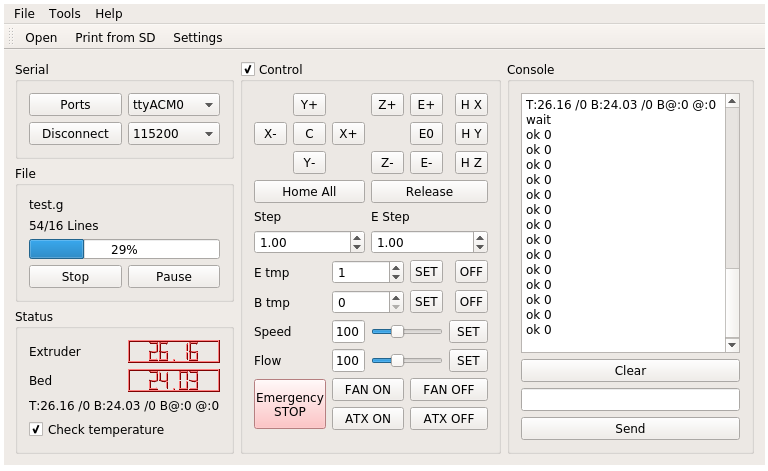 File Tools Help
Open Print from SD Settings
Serial
Ports ttyACM0
Disconnect 115200
File
test.g
54/16 Lines
29%
Stop Pause
Status
Extruder 26.16
Bed 24.03
T:26.16 /0 B:24.03 /0 B@:0 @:0
Check temperature
Control
Y+ Z+ E+ H X
X- C X+ E0 H Y
Y- Z- E- H Z
Home All Release
Step E Step
1.00 1.00
E tmp 1 SET OFF
B tmp 0 SET OFF
Speed 100 SET
Flow 100 SET
Emergency
STOP
FAN ON FAN OFF
ATX ON ATX OFF
Console
T:26.16 /0 B:24.03 /0 B@:0 @:0
wait
ok 0
ok 0
ok 0
ok 0
ok 0
ok 0
ok 0
ok 0
ok 0
ok 0
ok 0
ok 0
ok 0
ok 0
Clear
Send